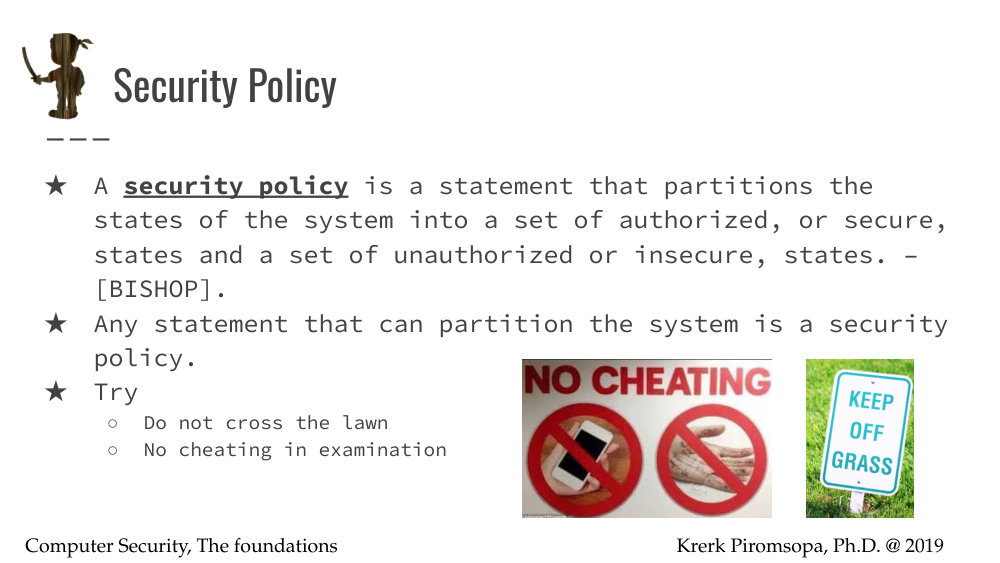 Security Policy
★ A security policy is a statement that partitions the
states of the system into a set of authorized, or secure,
states and a set of unauthorized or insecure, states. –
[BISHOP].
★ Any statement that can partition the system is a security
policy.
★ Try
○ Do not cross the lawn
○ No cheating in examination
NO CHEATING
KEEP
OFF
GRASS
Computer Security, The foundations
Krerk Piromsopa, Ph.D. @ 2019